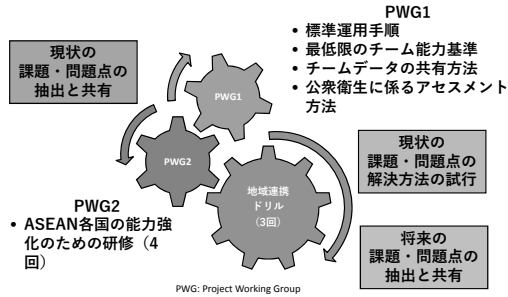 PWG1
• 標準運用手順
• 最低限のチーム能力基準
• チームデータの共有方法
• 公衆衛生に係るアセスメント
方法
現状の
課題・問題点の
抽出と共有
PWG1
PWG2
地域連携
ドリル
(3回)
現状の
課題・問題点の
解決方法の試行
PWG2
• ASEAN各国の能力強
化のための研修（4
回）
将来の
課題・問題点の
抽出と共有
PWG: Project Working Group